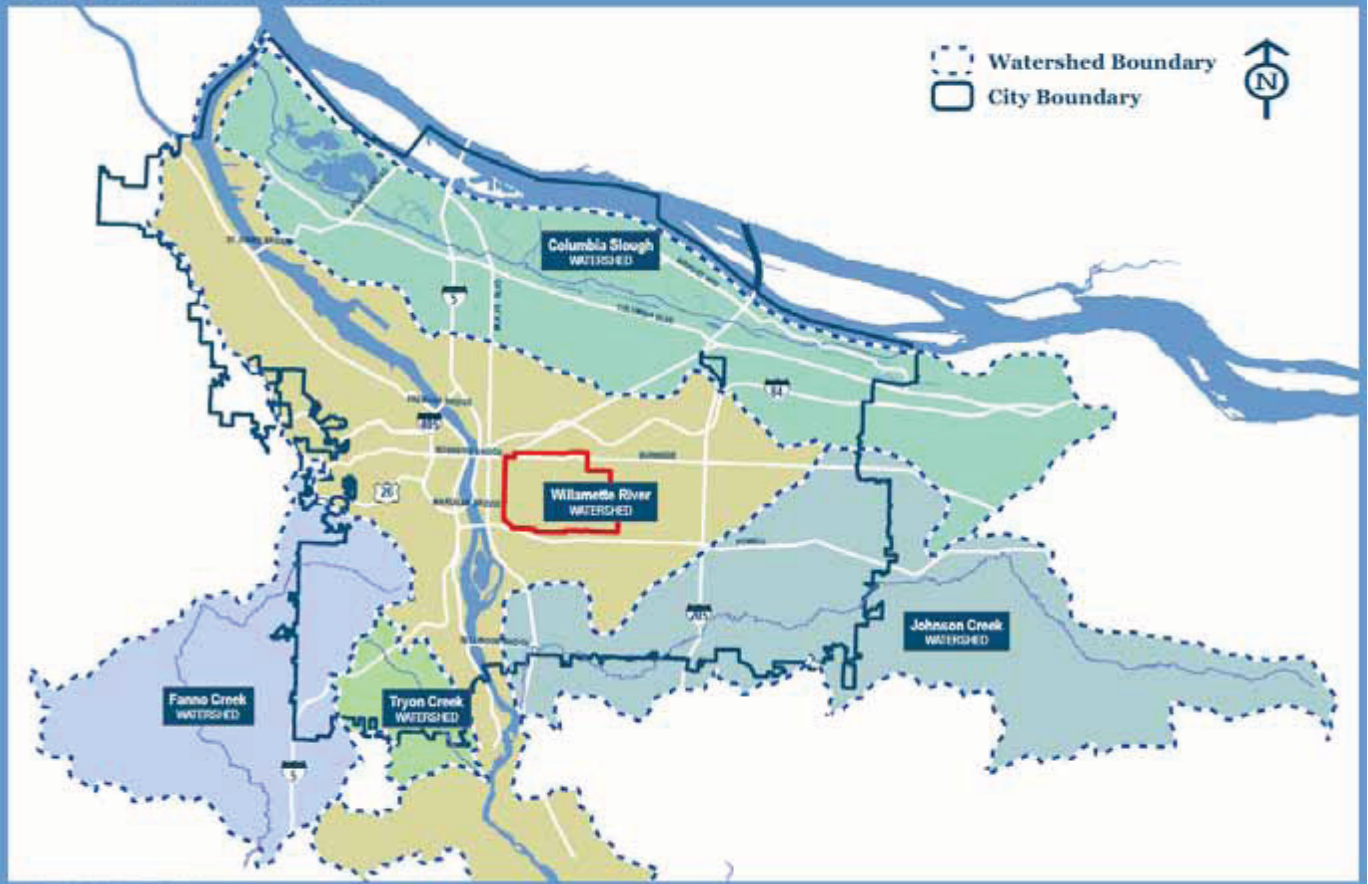 Watershed Boundary
City Boundary
N
Columbia Slough
WATERSHED
5
84
405
BURNSIDE
26
Willamette River
WATERSHED
POWELL
205
Johnson Creek
WATERSHED
Fanno Creek
WATERSHED
Tryon Creek
WATERSHED
5